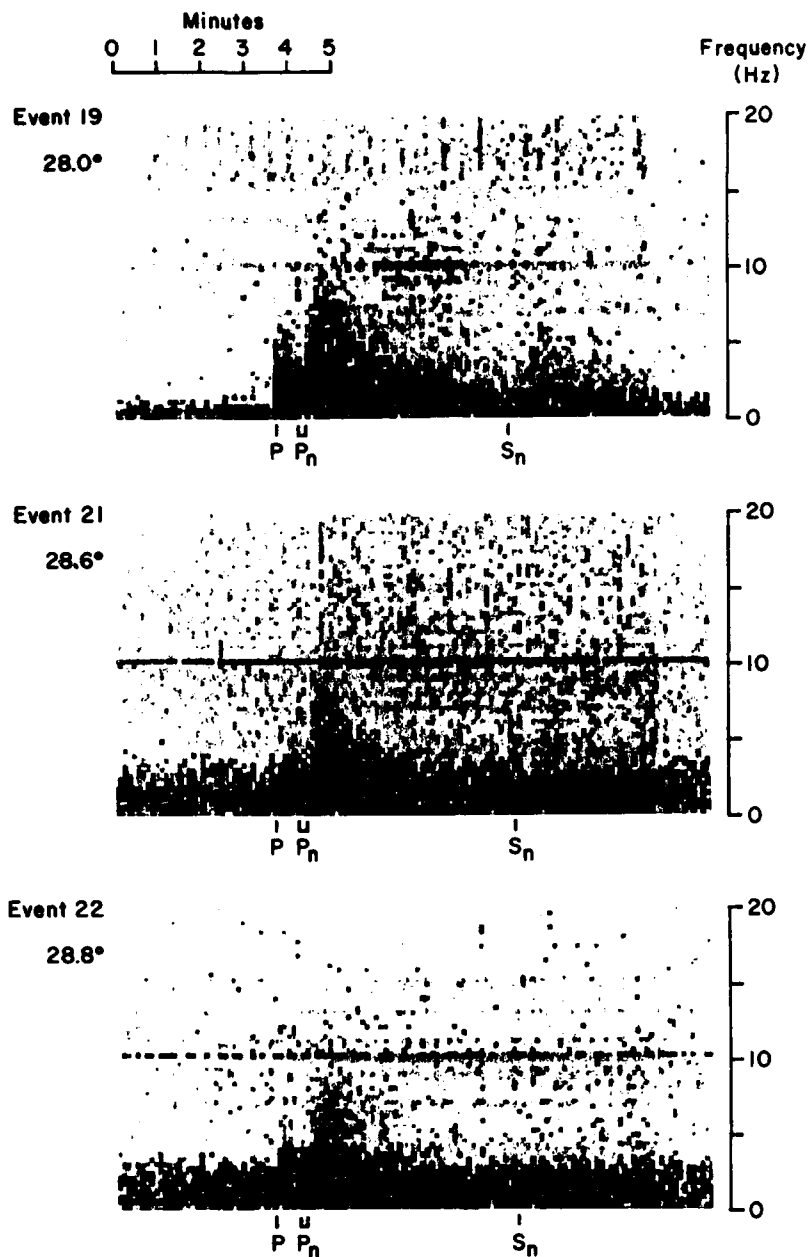 Minutes
0 1 2 3 4 5
Frequency
(Hz)
Event 19
28.0°
20
10
0
P Pn Sn
Event 21
28.6°
20
10
0
P Pn Sn
Event 22
28.8°
20
10
0
P Pn Sn